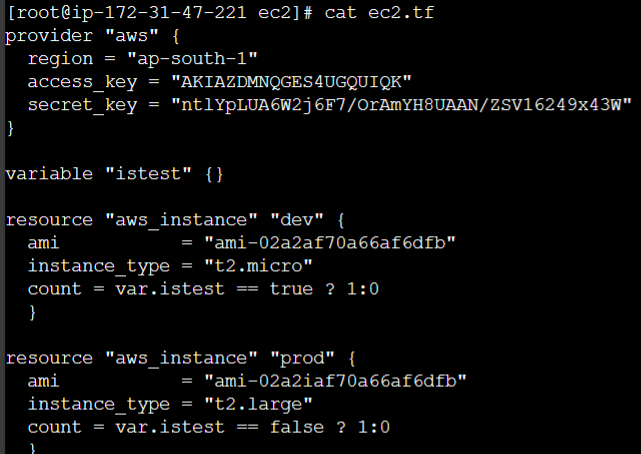 [root@ip-172-31-47-221 ec2]# cat ec2.tf
provider "aws" {
  region = "ap-south-1"
  access_key = "AKIAZDMNQGES4UGQUIQK"
  secret_key = "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"
}
variable "istest" {}
resource "aws_instance" "dev" {
  ami           = "ami-02a2af70a66af6dfb"
  instance_type = "t2.micro"
  count = var.istest == true ? 1:0
  }
resource "aws_instance" "prod" {
  ami           = "ami-02a2iaf70a66af6dfb"
  instance_type = "t2.large"
  count = var.istest == false ? 1:0
  }